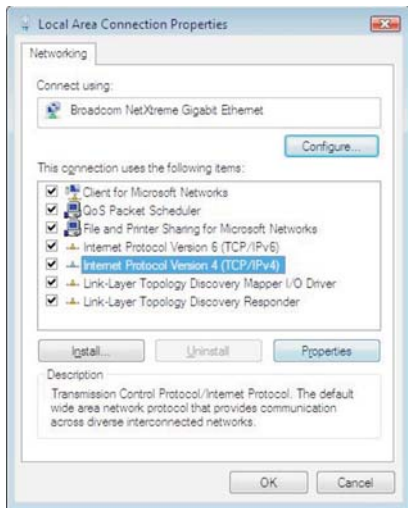 Local Area Connection Properties
Networking
Connect using:
Broadcom NetXtreme Gigabit Ethernet
Configure...
This connection uses the following items:
Client for Microsoft Networks
QoS Packet Scheduler
File and Printer Sharing for Microsoft Networks
Internet Protocol Version 6 (TCP/IPv6)
Internet Protocol Version 4 (TCP/IPv4)
Link-Layer Topology Discovery Mapper I/O Driver
Link-Layer Topology Discovery Responder
Install...
Uninstall
Properties
Description
Transmission Control Protocol/Internet Protocol. The default
wide area network protocol that provides communication
across diverse interconnected networks.
OK
Cancel